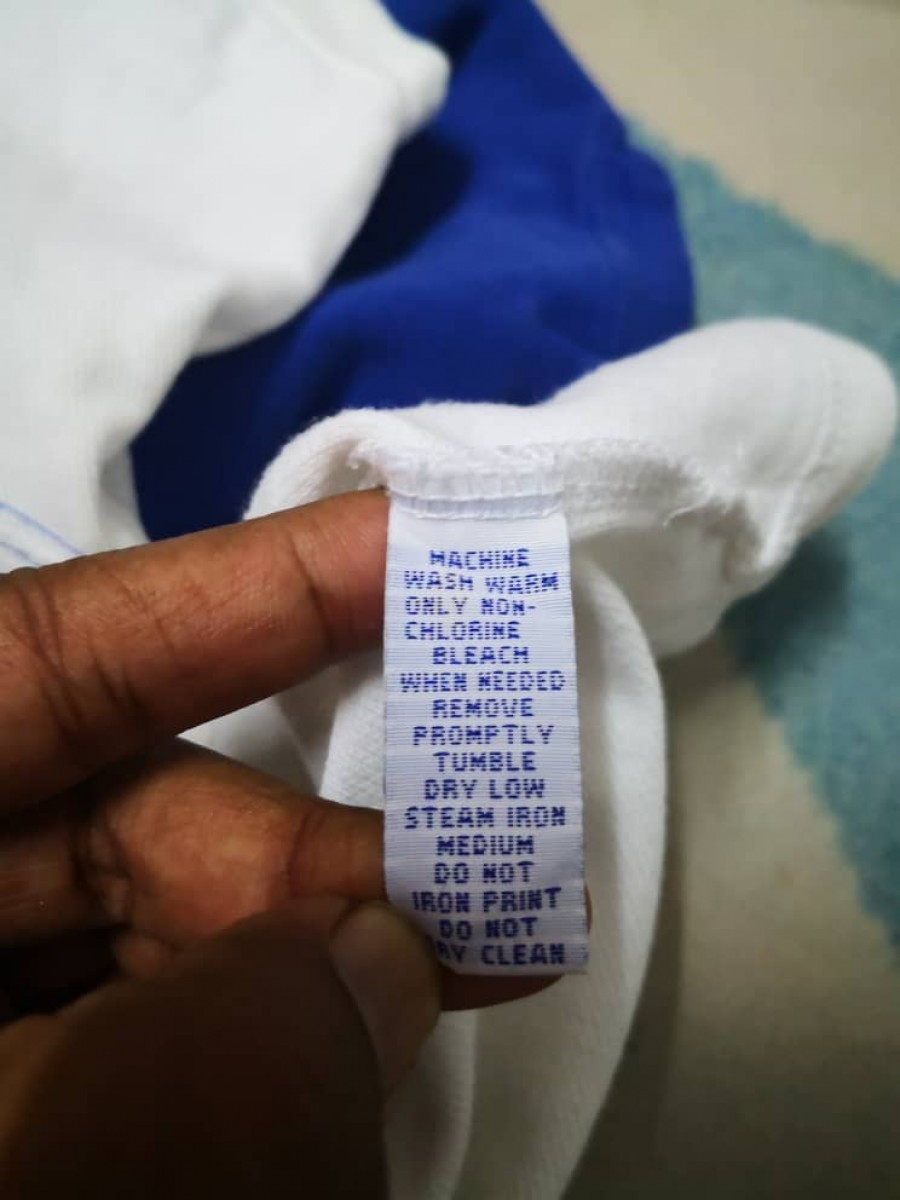 MACHINE
WASH WARM
ONLY NON-
CHLORINE
BLEACH
WHEN NEEDED
REMOVE
PROMPTLY
TUMBLE
DRY LOW
STEAM IRON
MEDIUM
DO NOT
IRON PRINT
DO NOT
RY CLEAN